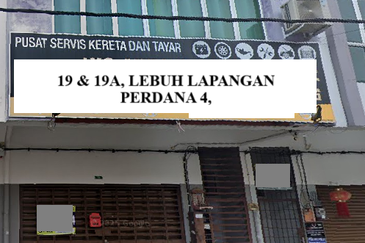 PUSAT SERVIS KERETA DAN TAYAR
19 & 19A, LEBUH LAPANGAN
PERDANA 4,